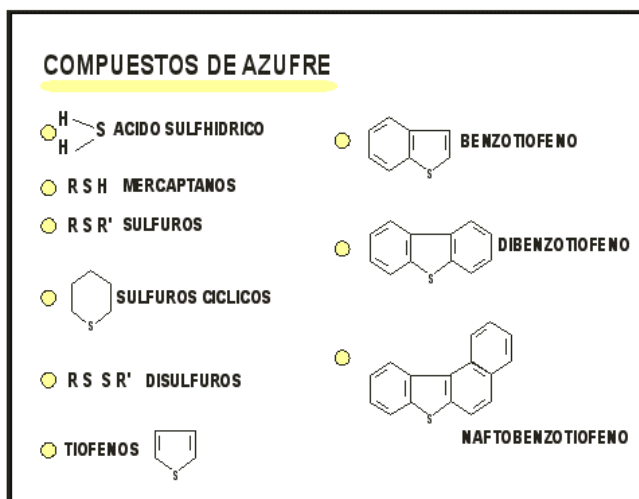 COMPUESTOS DE AZUFRE
H
S ACIDO SULFHIDRICO
H
R S H MERCAPTANOS
R S R' SULFUROS
SULFUROS CICLICOS
S
R S S R' DISULFUROS
TIOFENOS
S
BENZOTIOFENO
S
DIBENZOTIOFENO
S
S
NAFTOBENZOTIOFENO